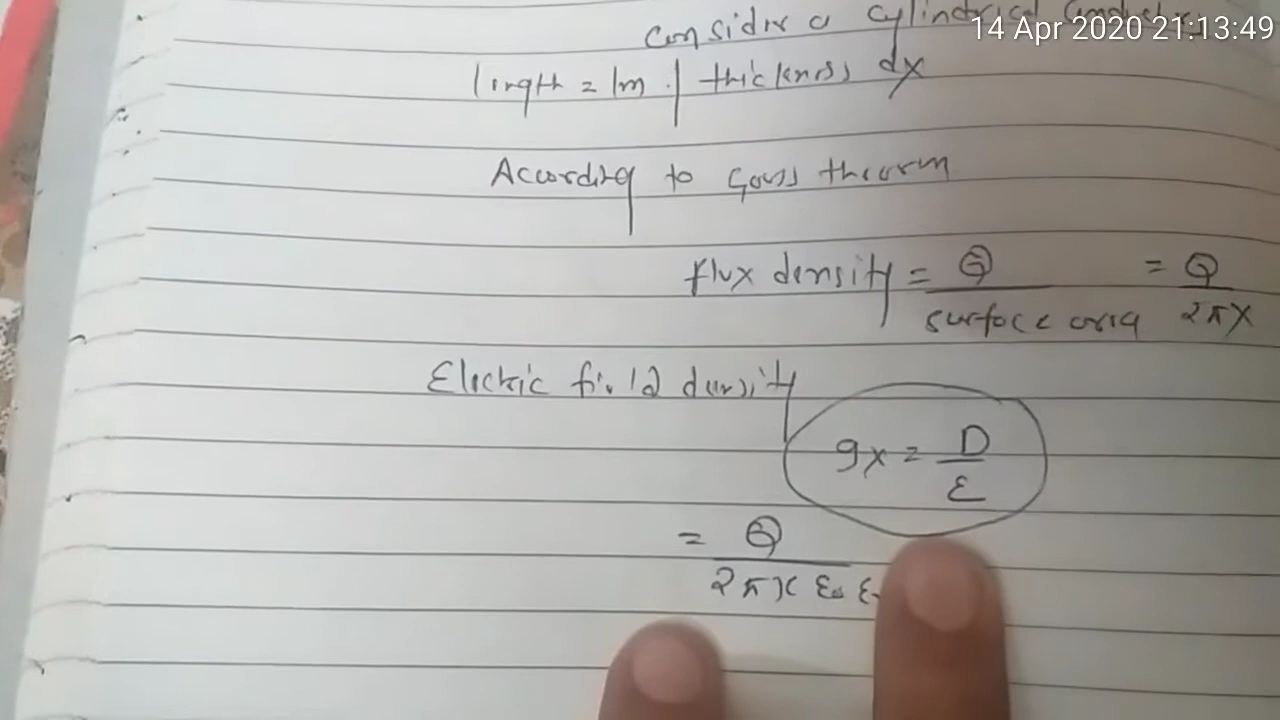 Consider a cylindrical conductor
14 Apr 2020 21:13:49
length = 1m. thickness dx
According to Gauss theorem
flux density = Q / surface area = Q / 2πx
Electric field density
gx = D / ε
= Q / 2πx ε₀ ε